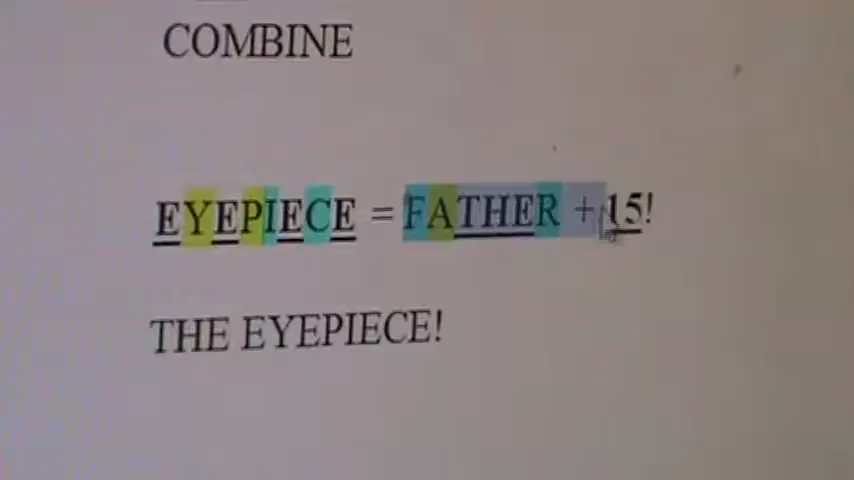 COMBINE
EYEPIECE = FATHER + 15!
THE EYEPIECE!